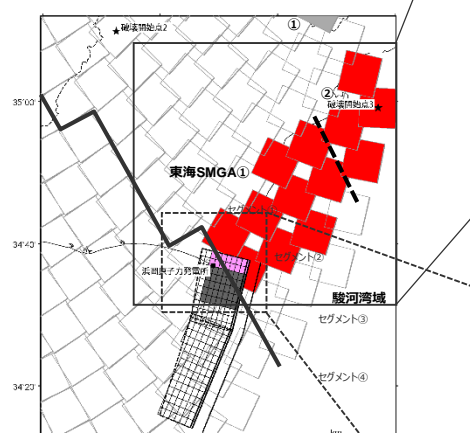 ①
破壊開始点2
②
破壊開始点3
35°00'
東海SMGA①
セグメント①
34°40'
セグメント②
浜岡原子力発電所
駿河湾域
セグメント③
セグメント④
34°20'
km